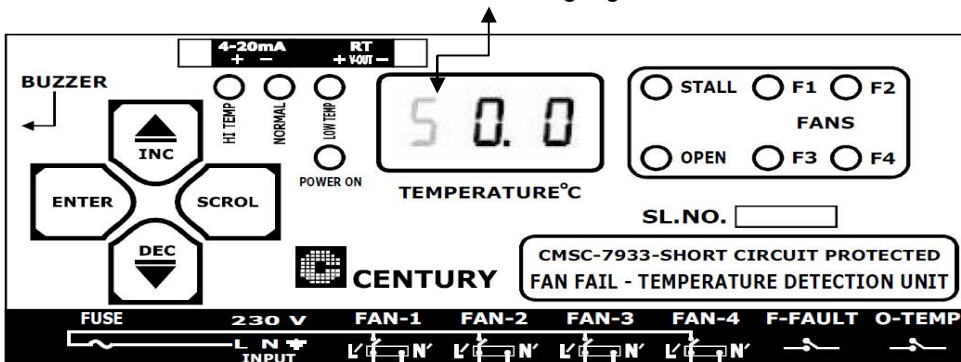 4-20mA RT
+ − + V-OUT −
BUZZER
HI TEMP
NORMAL
LOW TEMP
POWER ON
5 0.0
TEMPERATURE°C
STALL F1 F2
FANS
OPEN F3 F4
INC
ENTER SCROL
DEC
SL.NO.
CENTURY
CMSC-7933-SHORT CIRCUIT PROTECTED
FAN FAIL - TEMPERATURE DETECTION UNIT
FUSE 230 V FAN-1 FAN-2 FAN-3 FAN-4 F-FAULT O-TEMP
L N
INPUT L' N' L' N' L' N' L' N'